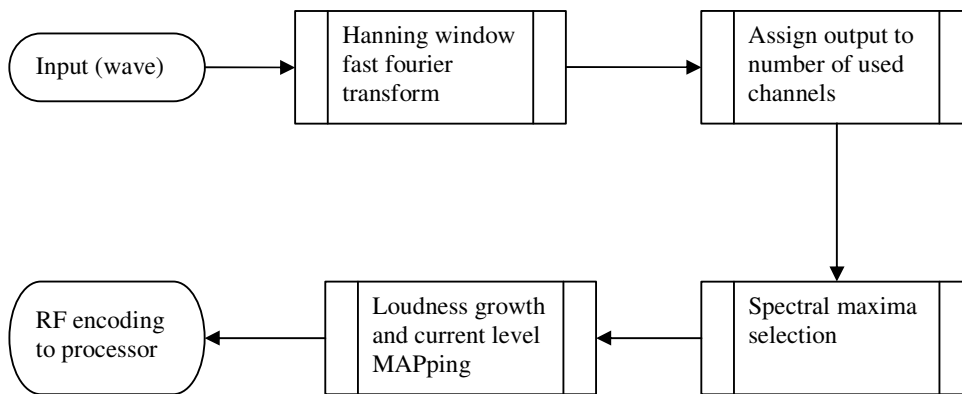 Input (wave)
Hanning window
fast fourier
transform
Assign output to
number of used
channels
Spectral maxima
selection
Loudness growth
and current level
MAPping
RF encoding
to processor